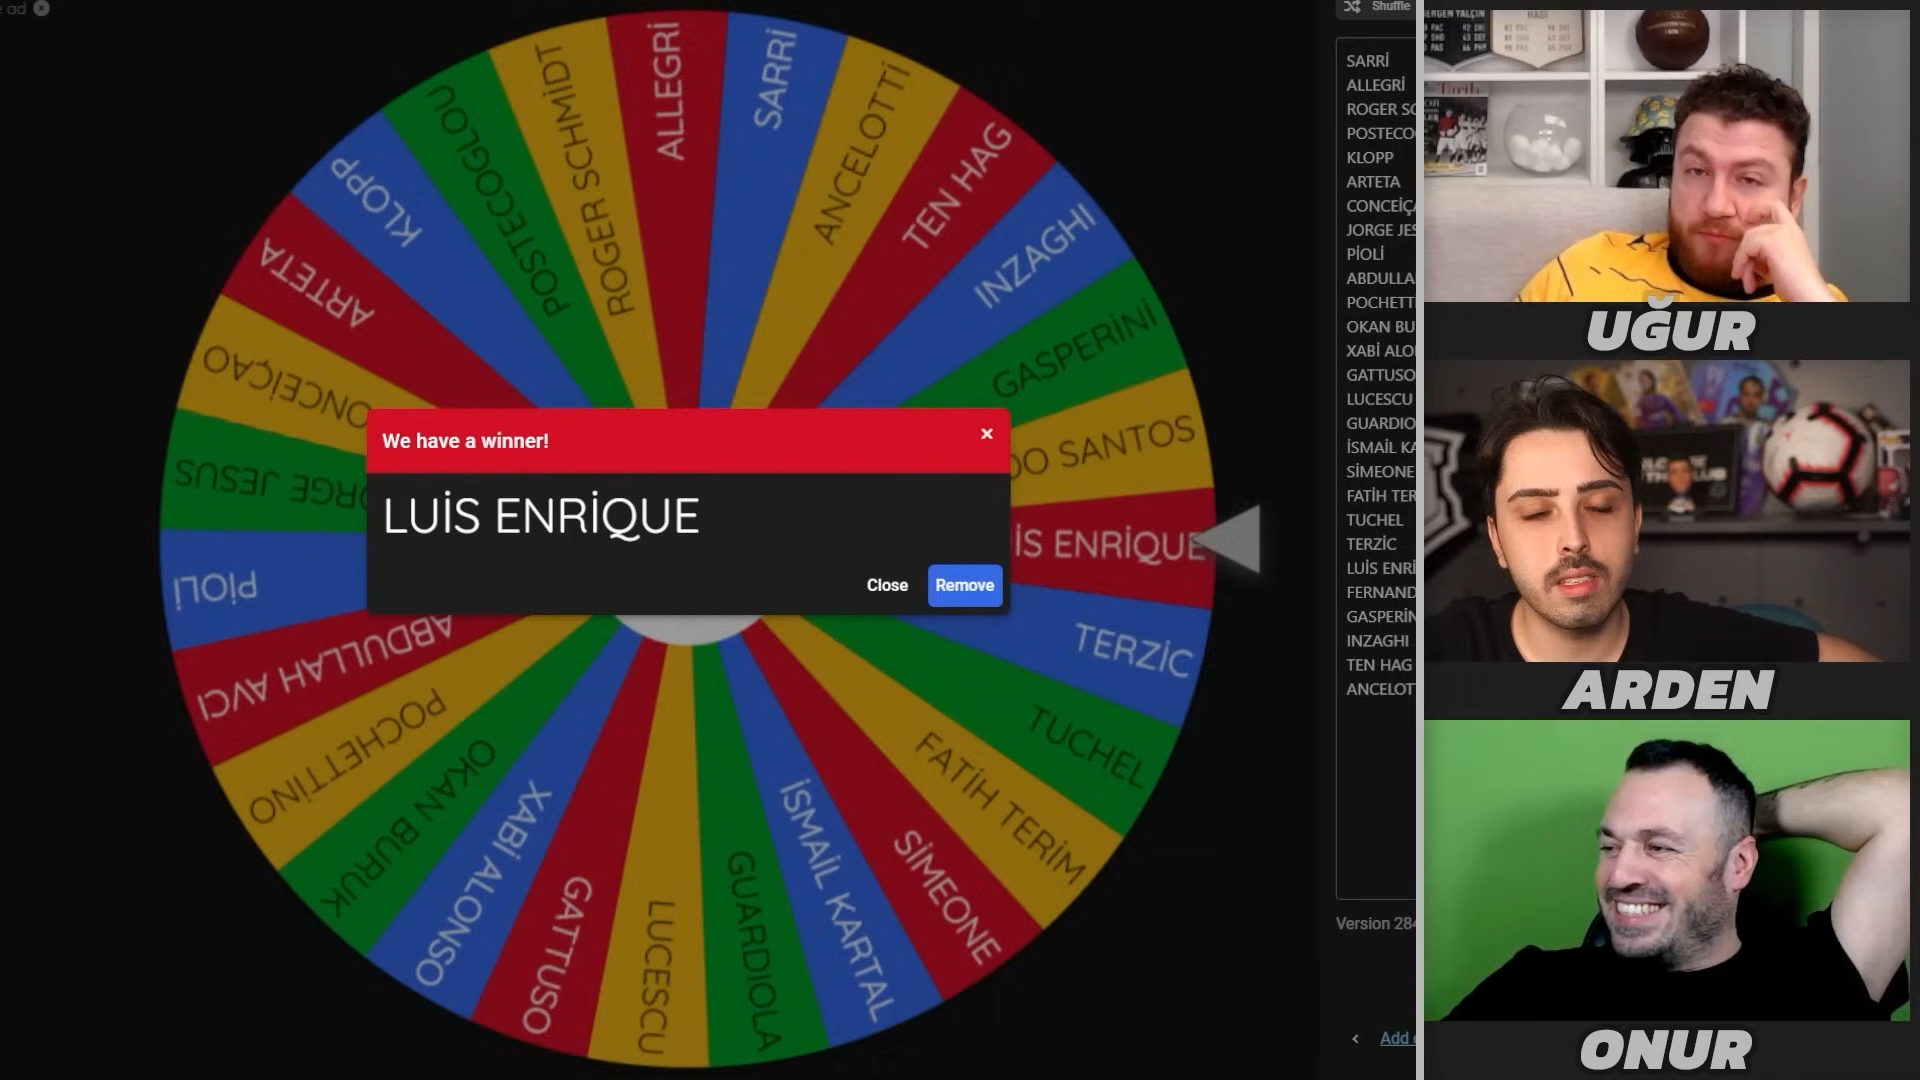 e ad
Shuffle
SARRİ
ALLEGRİ
ROGER SC
POSTECO
KLOPP
ARTETA
CONCEİÇ
JORGE JES
PİOLİ
ABDULLA
POCHETT
OKAN BU
XABİ ALO
GATTUSO
LUCESCU
GUARDIO
İSMAİL KA
SİMEONE
FATİH TER
TUCHEL
TERZİC
LUİS ENRİ
FERNAND
GASPERİN
INZAGHI
TEN HAG
ANCELOT
Version 284
Add
ALLEGRİ
SARRİ
ANCELOTTİ
TEN HAG
INZAGHI
GASPERİNİ
DO SANTOS
İS ENRİQUE
TERZİC
TUCHEL
FATİH TERİM
SİMEONE
İSMAİL KARTAL
GUARDIOLA
LUCESCU
GATTUSO
XABİ ALONSO
OKAN BURUK
POCHETTİNO
ABDULLAH AVCI
PİOLİ
ORGE JESUS
ONCEİÇAO
ARTETA
KLOPP
POSTECOGLOU
ROGER SCHMİDT
We have a winner!
LUİS ENRİQUE
Close
Remove
UĞUR
ARDEN
ONUR